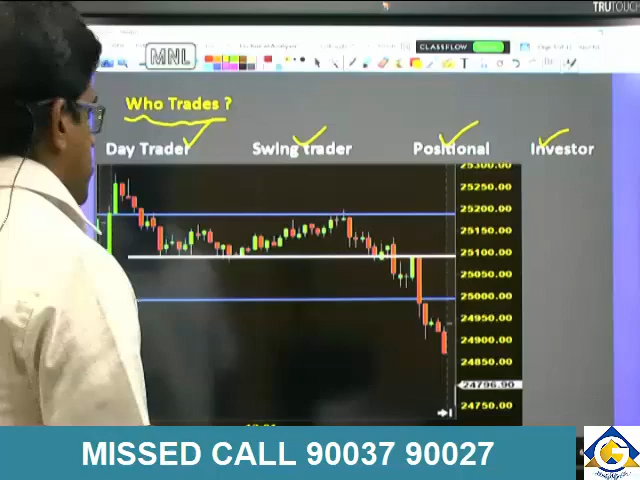 TRUTOUCH
MNL
CLASSFLOW
Who Trades ?
Day Trader Swing trader Positional Investor
25300.00
25250.00
25200.00
25150.00
25100.00
25050.00
25000.00
24950.00
24900.00
24850.00
24796.90
24750.00
MISSED CALL 90037 90027